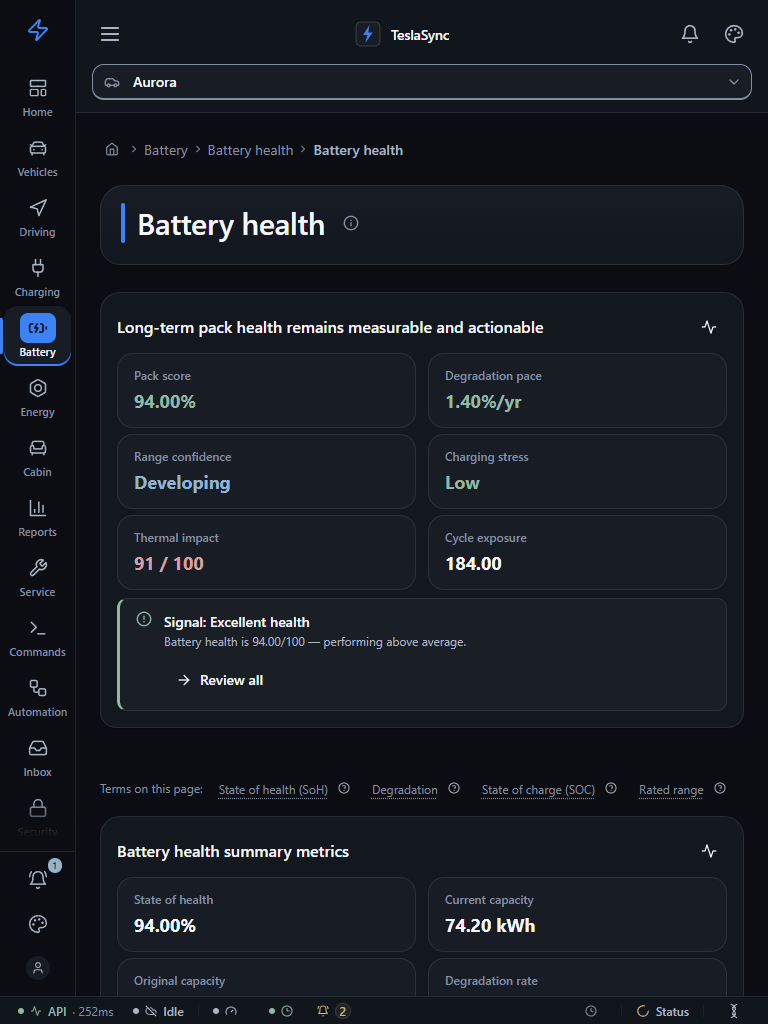 TeslaSync
Aurora
Home
Vehicles
Driving
Charging
Battery
Energy
Cabin
Reports
Service
Commands
Automation
Inbox
Security
1
Battery
Battery health
Battery health
Battery health
Long-term pack health remains measurable and actionable
Pack score
94.00%
Degradation pace
1.40%/yr
Range confidence
Developing
Charging stress
Low
Thermal impact
91 / 100
Cycle exposure
184.00
Signal: Excellent health
Battery health is 94.00/100 — performing above average.
Review all
Terms on this page: State of health (SoH) Degradation State of charge (SOC) Rated range
Battery health summary metrics
State of health
94.00%
Current capacity
74.20 kWh
Original capacity
Degradation rate
API · 252ms Idle 2 Status